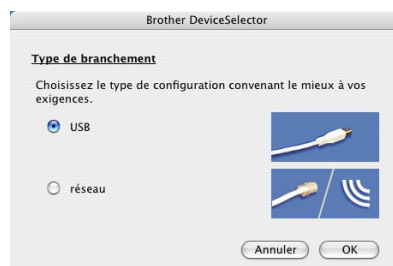 Brother DeviceSelector
Type de branchement
Choisissez le type de configuration convenant le mieux à vos
exigences.
USB
réseau
Annuler OK